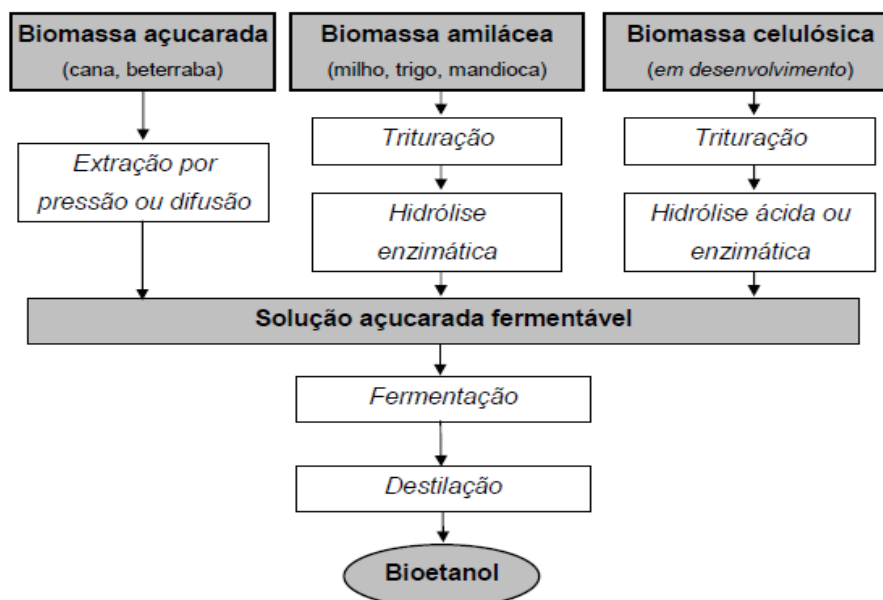 Biomassa açucarada
(cana, beterraba)
Biomassa amilácea
(milho, trigo, mandioca)
Biomassa celulósica
(em desenvolvimento)
Extração por
pressão ou difusão
Trituração
Hidrólise
enzimática
Trituração
Hidrólise ácida ou
enzimática
Solução açucarada fermentável
Fermentação
Destilação
Bioetanol